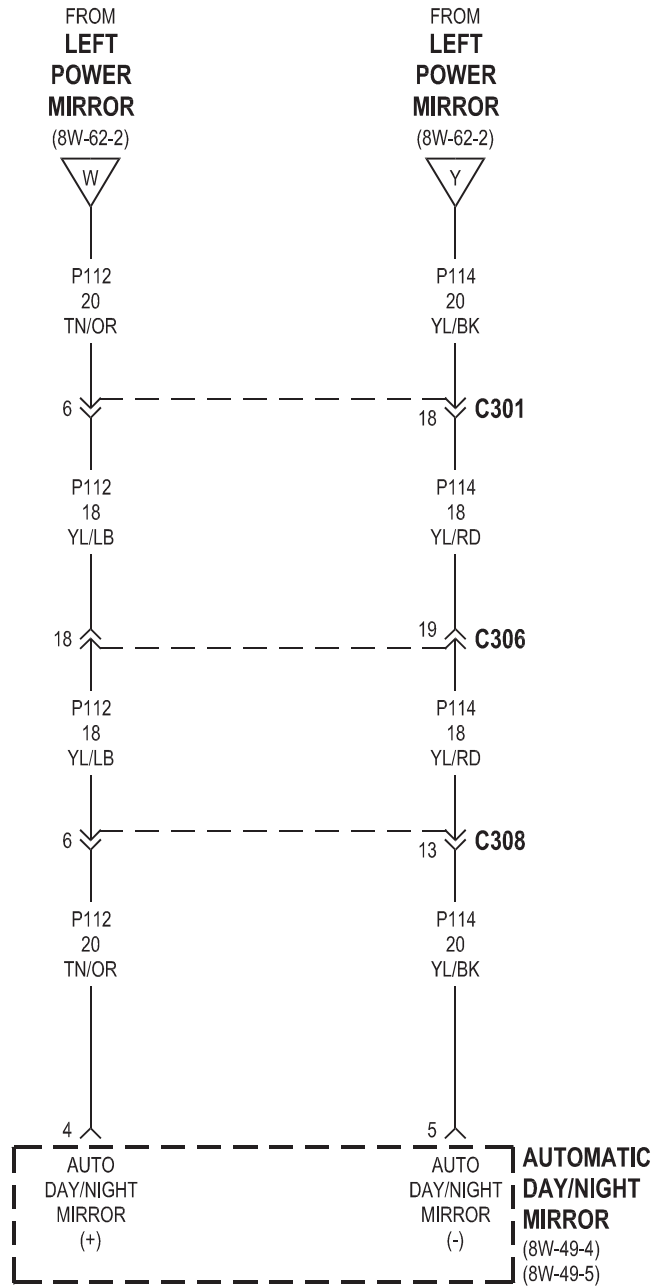 FROM
LEFT
POWER
MIRROR
(8W-62-2)
W
FROM
LEFT
POWER
MIRROR
(8W-62-2)
Y
P112
20
TN/OR
P114
20
YL/BK
6
18
C301
P112
18
YL/LB
P114
18
YL/RD
18
19
C306
P112
18
YL/LB
P114
18
YL/RD
6
13
C308
P112
20
TN/OR
P114
20
YL/BK
4
5
AUTO
DAY/NIGHT
MIRROR
(+)
AUTO
DAY/NIGHT
MIRROR
(-)
AUTOMATIC
DAY/NIGHT
MIRROR
(8W-49-4)
(8W-49-5)